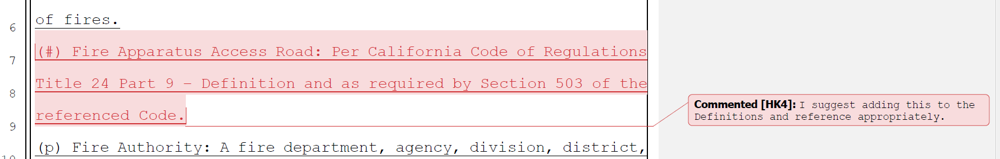 6 of fires.
7 (#) Fire Apparatus Access Road: Per California Code of Regulations
8 Title 24 Part 9 – Definition and as required by Section 503 of the
9 referenced Code.
Commented [HK4]: I suggest adding this to the
Definitions and reference appropriately.
10 (p) Fire Authority: A fire department, agency, division, district,